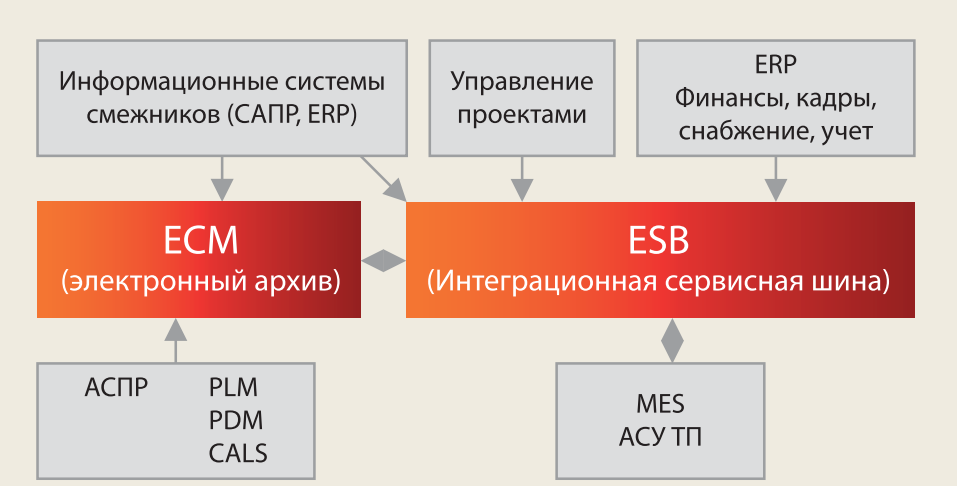 Информационные системы
смежников (САПР, ERP)
Управление
проектами
ERP
Финансы, кадры,
снабжение, учет
ECM
(электронный архив)
ESB
(Интеграционная сервисная шина)
АСПР PLM
PDM
CALS
MES
АСУ ТП